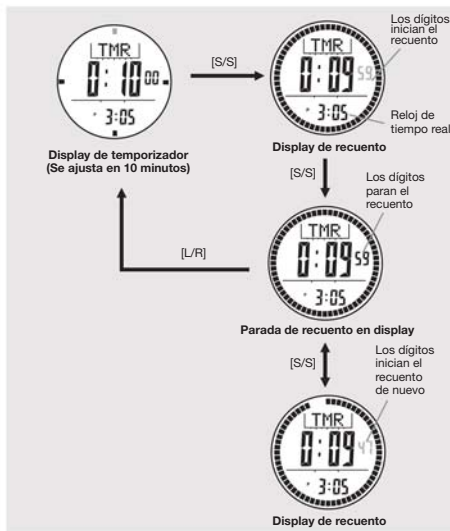 Los dígitos
inician el
recuento
TMR
0:10 00
3:05
[S/S]
TMR
0:09 59
3:05
Reloj de
tiempo real
Display de temporizador
(Se ajusta en 10 minutos)
Display de recuento
[S/S]
Los dígitos
paran el
recuento
TMR
0:09 59
3:05
[L/R]
Parada de recuento en display
[S/S]
Los dígitos
inician el
recuento
de nuevo
TMR
0:09 47
3:05
Display de recuento